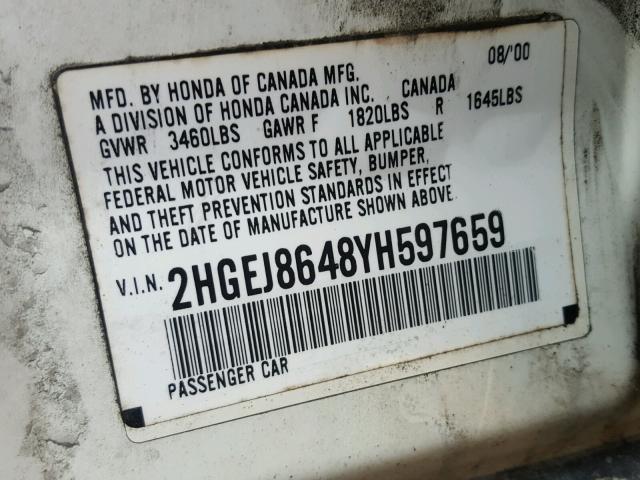 MFD. BY HONDA OF CANADA MFG. 08/'00
A DIVISION OF HONDA CANADA INC. CANADA
GVWR 3460LBS GAWR F 1820LBS R 1645LBS
THIS VEHICLE CONFORMS TO ALL APPLICABLE
FEDERAL MOTOR VEHICLE SAFETY, BUMPER,
AND THEFT PREVENTION STANDARDS IN EFFECT
ON THE DATE OF MANUFACTURE SHOWN ABOVE
V.I.N. 2HGEJ8648YH597659
PASSENGER CAR